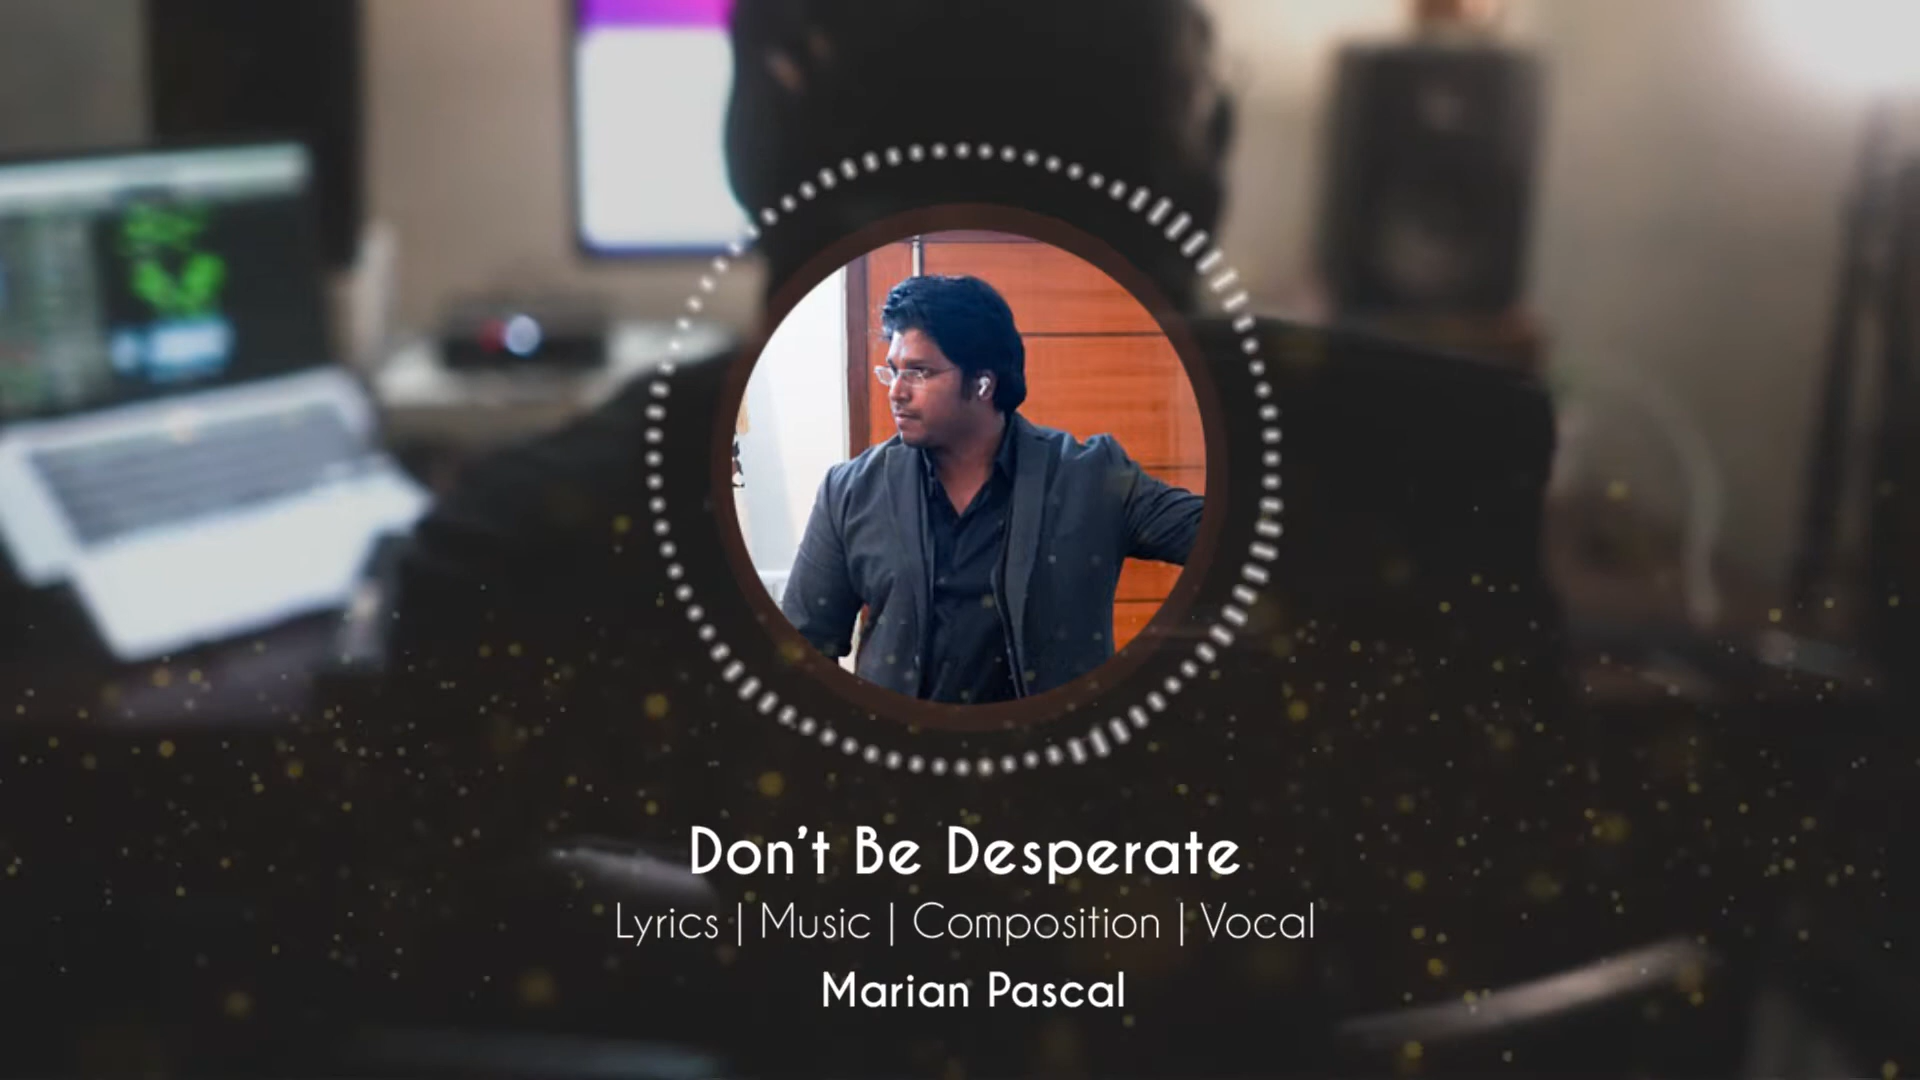 Don't Be Desperate
Lyrics | Music | Composition | Vocal
Marian Pascal